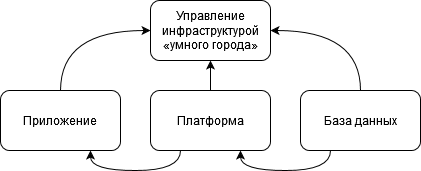 Управление
инфраструктурой
«умного города»
Приложение
Платформа
База данных